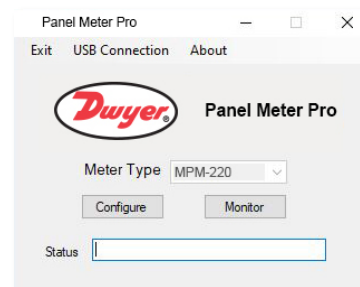 Panel Meter Pro
Exit USB Connection About
Dwyer® Panel Meter Pro
Meter Type MPM-220
Configure Monitor
Status